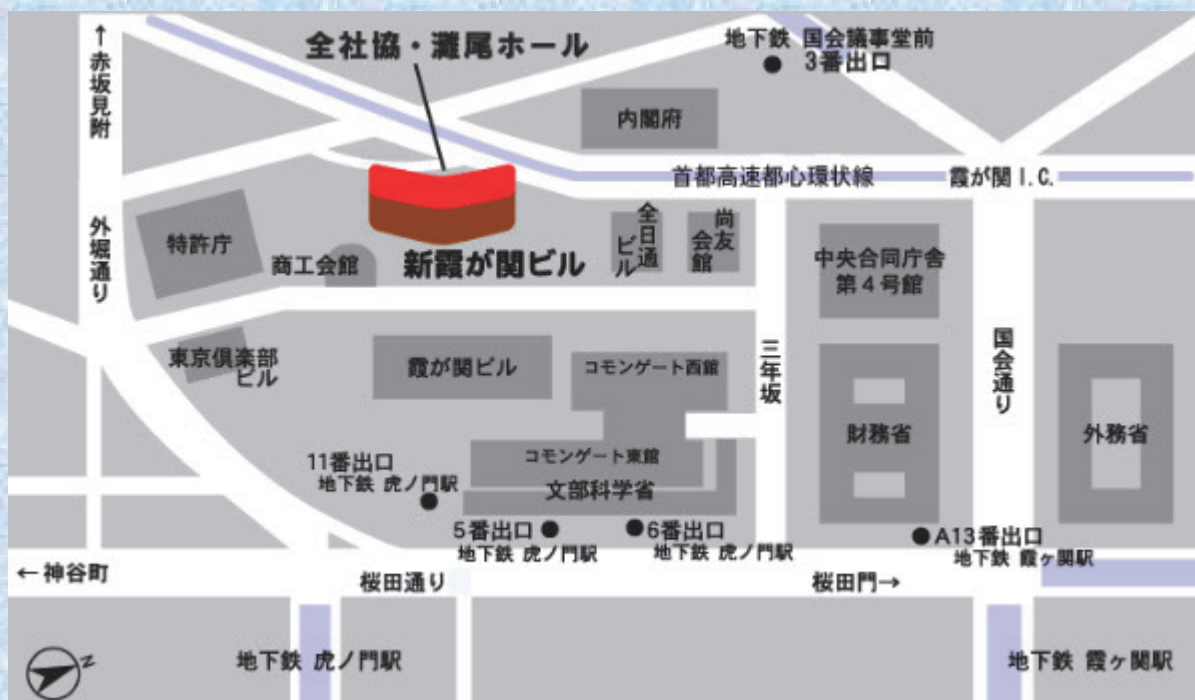 ↑赤坂見附
全社協・灘尾ホール
地下鉄 国会議事堂前
3番出口
内閣府
首都高速都心環状線
霞が関I.C.
外堀通り
特許庁
商工会館
新霞が関ビル
全日通
ビル
尚友
会館
中央合同庁舎
第4号館
東京倶楽部
ビル
霞が関ビル
コモンゲート西館
三年坂
国会通り
財務省
外務省
コモンゲート東館
文部科学省
11番出口
地下鉄 虎ノ門駅
5番出口
地下鉄 虎ノ門駅
6番出口
地下鉄 虎ノ門駅
A13番出口
地下鉄 霞ヶ関駅
←神谷町
桜田通り
桜田門→
地下鉄 虎ノ門駅
地下鉄 霞ヶ関駅
N